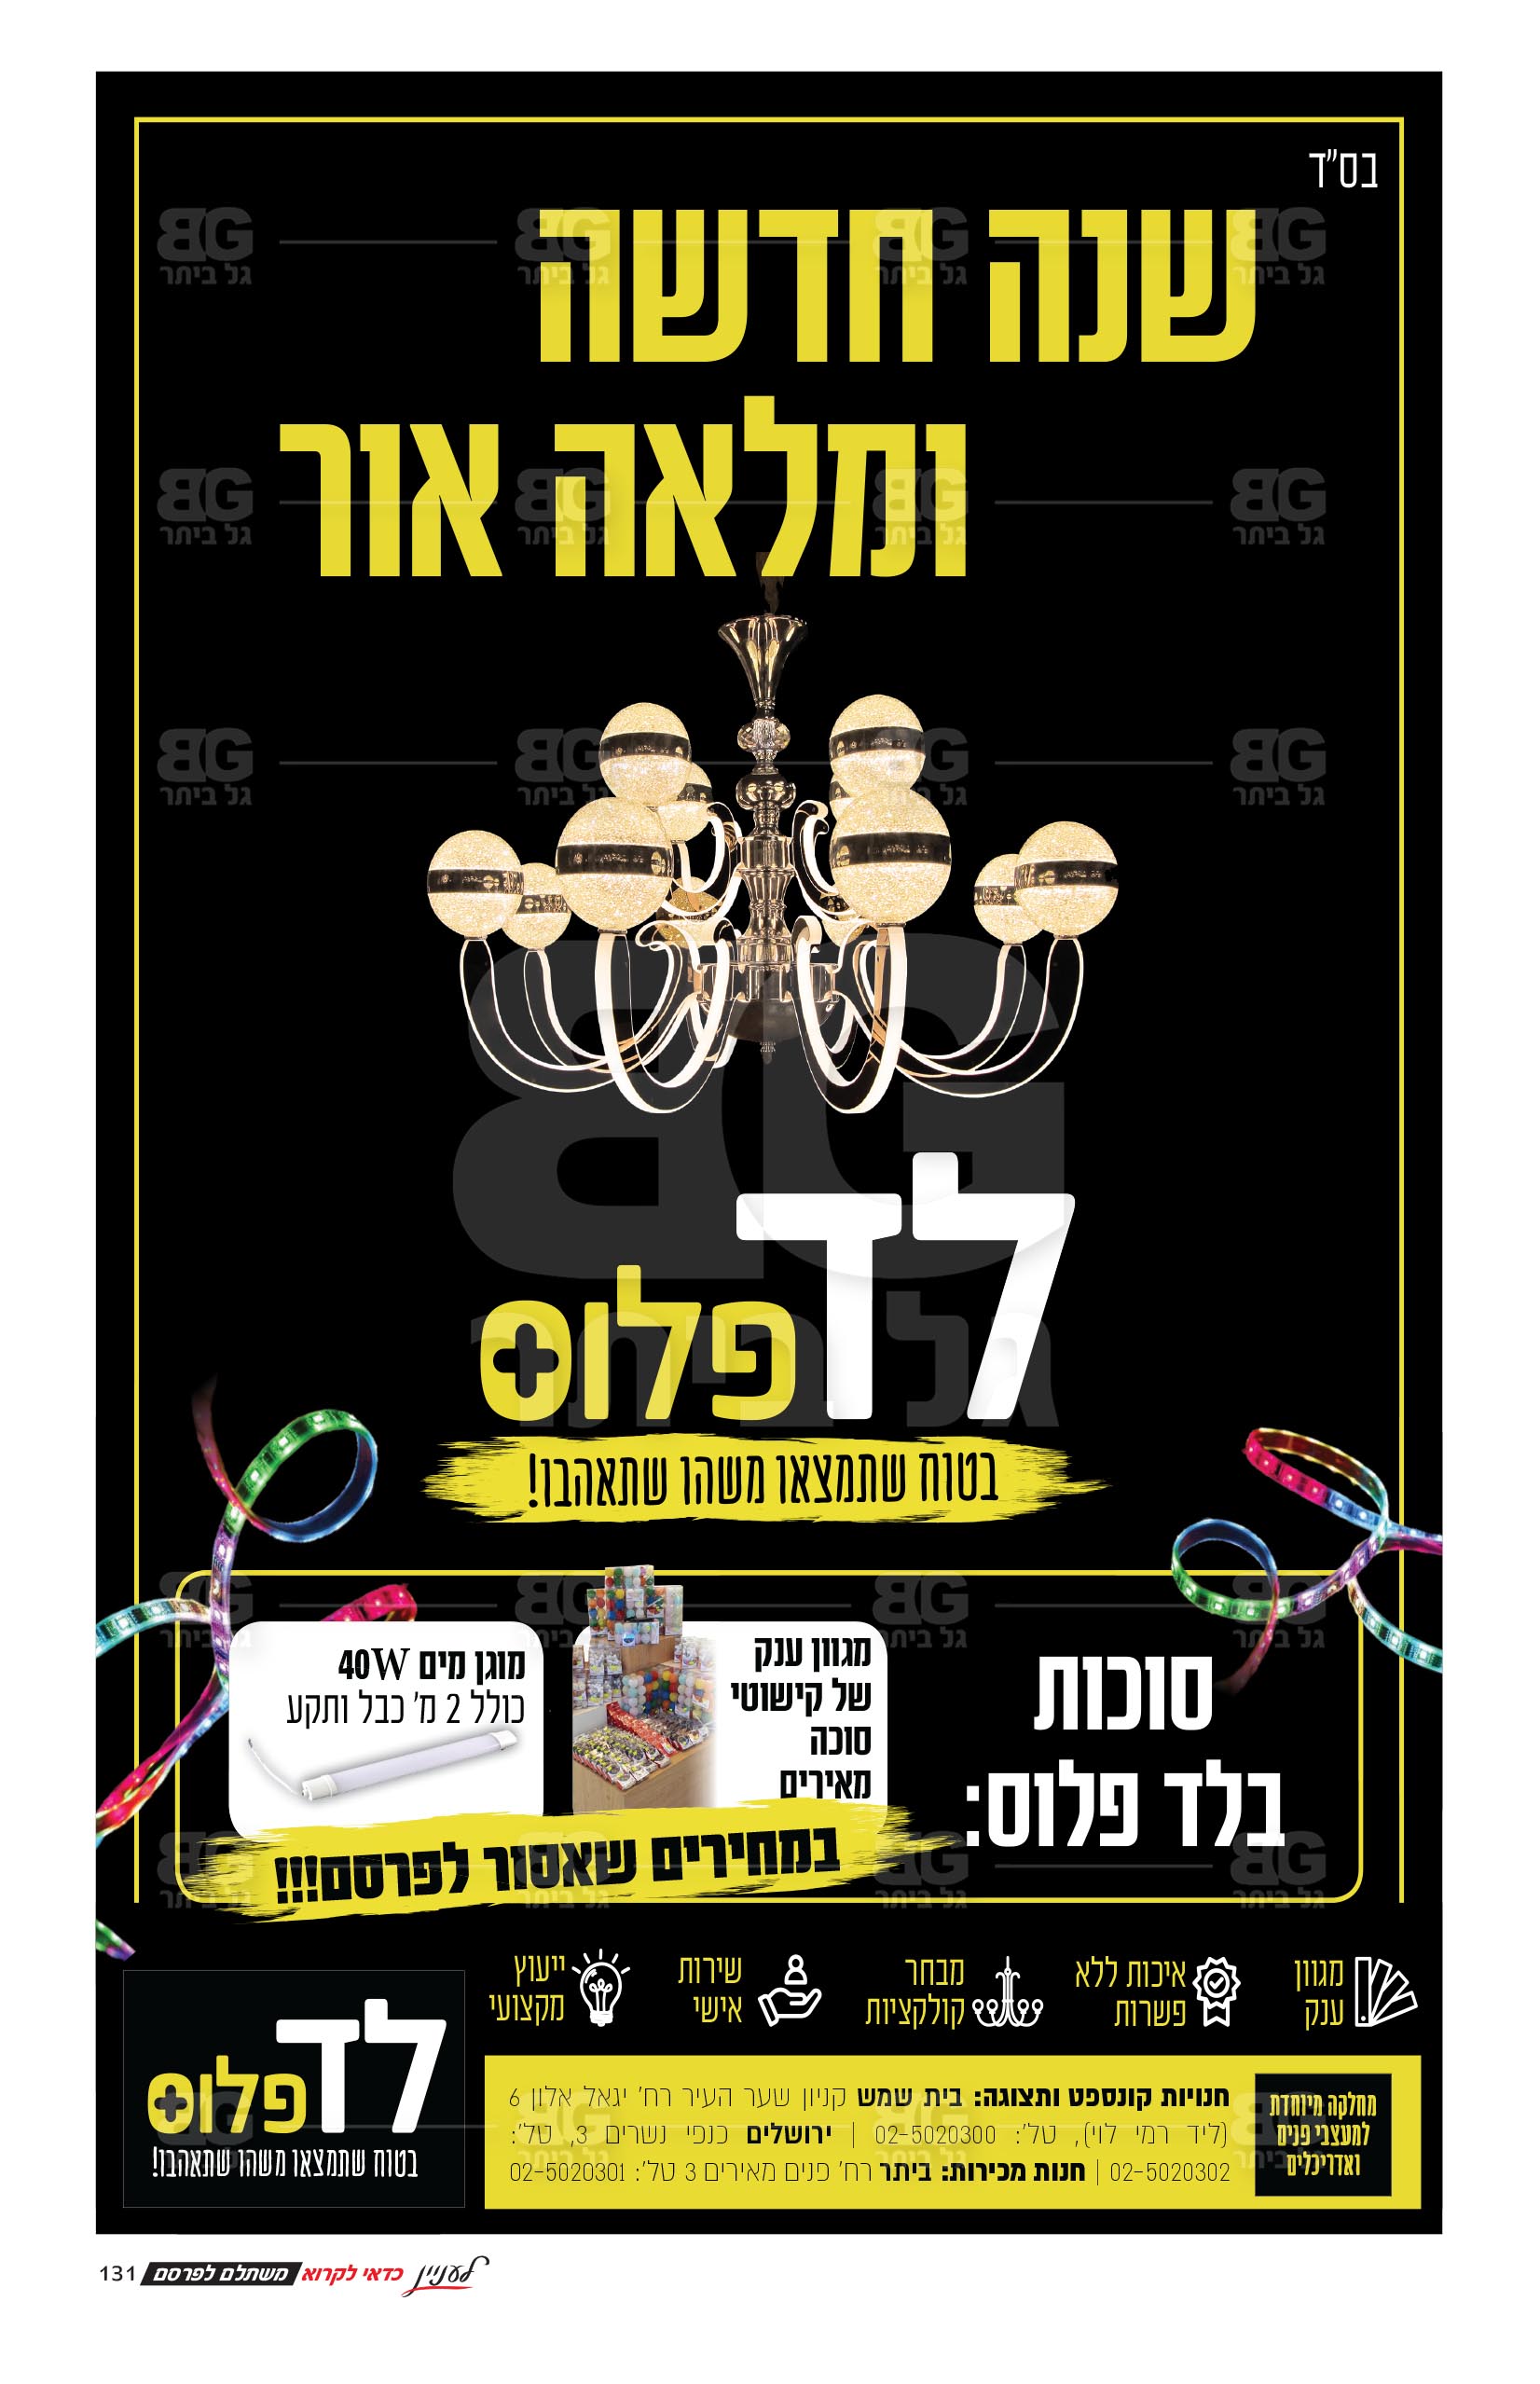 בס"ד
שנה חדשה
ומלאה אור
לד פלוס
בטוח שתמצאו משהו שתאהבו!
סוכות
בלד פלוס:
מגוון ענק
של קישוטי
סוכה
מאירים
מוגן מים 40W
כולל 2 מ' כבל ותקע
במחירים שאסור לפרסם!!!
מגוון
ענק
איכות ללא
פשרות
מבחר
קולקציות
שירות
אישי
ייעוץ
מקצועי
מחלקה מיוחדת
למעצבי פנים
ואדריכלים
חנויות קונספט ותצוגה: בית שמש קניון שער העיר רח' יגאל אלון 6
(ליד רמי לוי), טל': 02-5020300 | ירושלים כנפי נשרים 3, טל':
02-5020302 | חנות מכירות: ביתר רח' פנים מאירים 3 טל': 02-5020301
לד פלוס
בטוח שתמצאו משהו שתאהבו!
לעניין כדאי לקרוא משתלם לפרסם 131
BG
גל ביתר